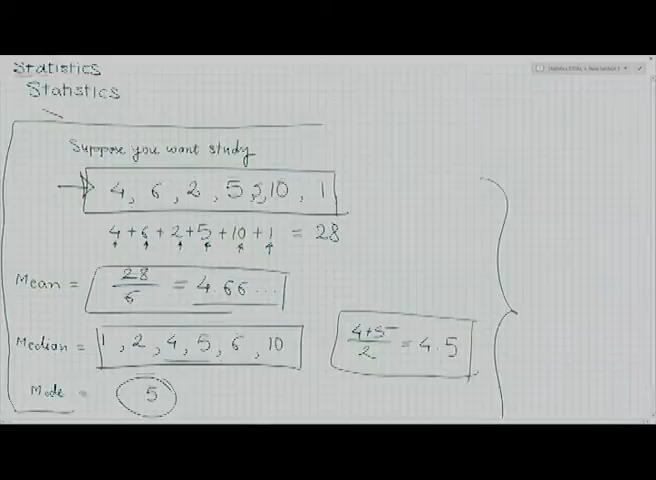 Statistics
Statistics
Suppose you want study
4, 6, 2, 5, 5, 10, 1
4+6+2+5+10+1 = 28
Mean = 28/6 = 4.66...
Median = 1, 2, 4, 5, 6, 10
4+5/2 = 4.5
Mode = 5